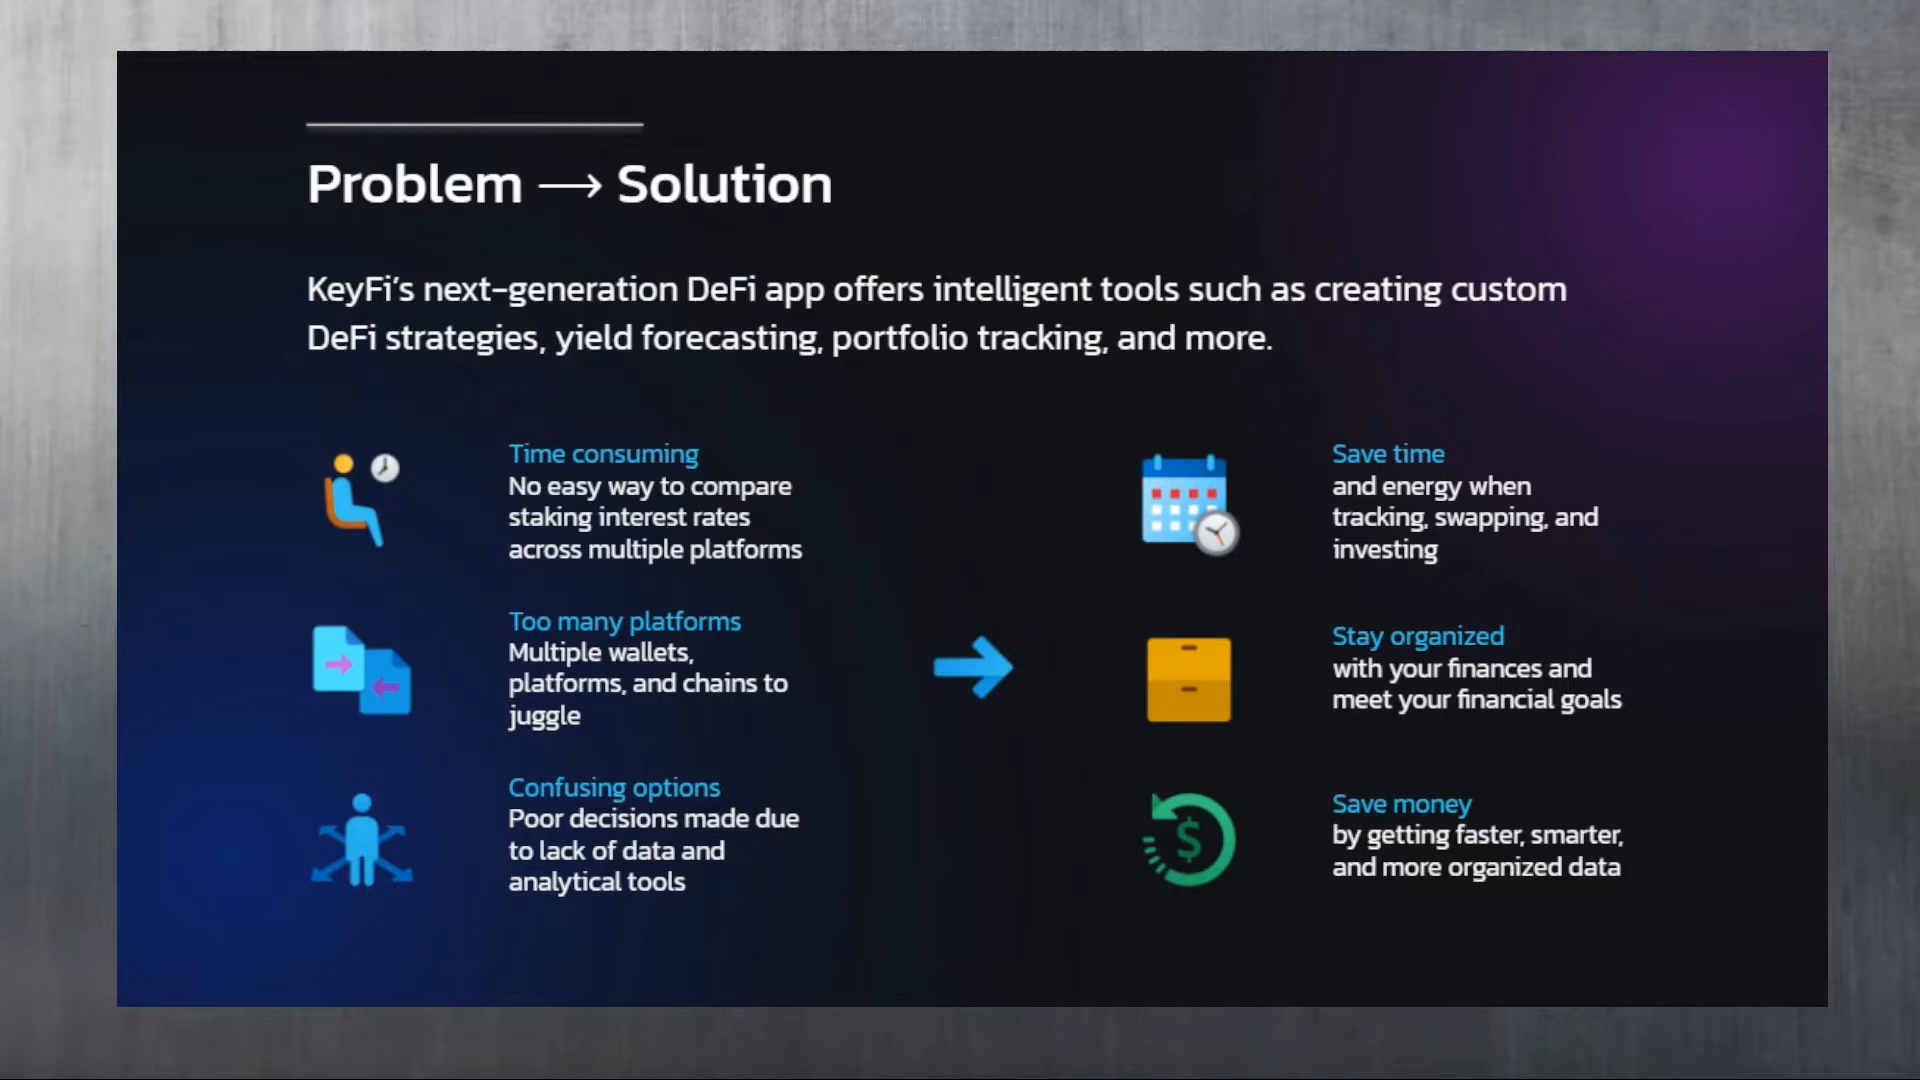 Problem ⟶ Solution
KeyFi’s next-generation DeFi app offers intelligent tools such as creating custom
DeFi strategies, yield forecasting, portfolio tracking, and more.
Time consuming
No easy way to compare
staking interest rates
across multiple platforms
Too many platforms
Multiple wallets,
platforms, and chains to
juggle
Confusing options
Poor decisions made due
to lack of data and
analytical tools
Save time
and energy when
tracking, swapping, and
investing
Stay organized
with your finances and
meet your financial goals
Save money
by getting faster, smarter,
and more organized data
$